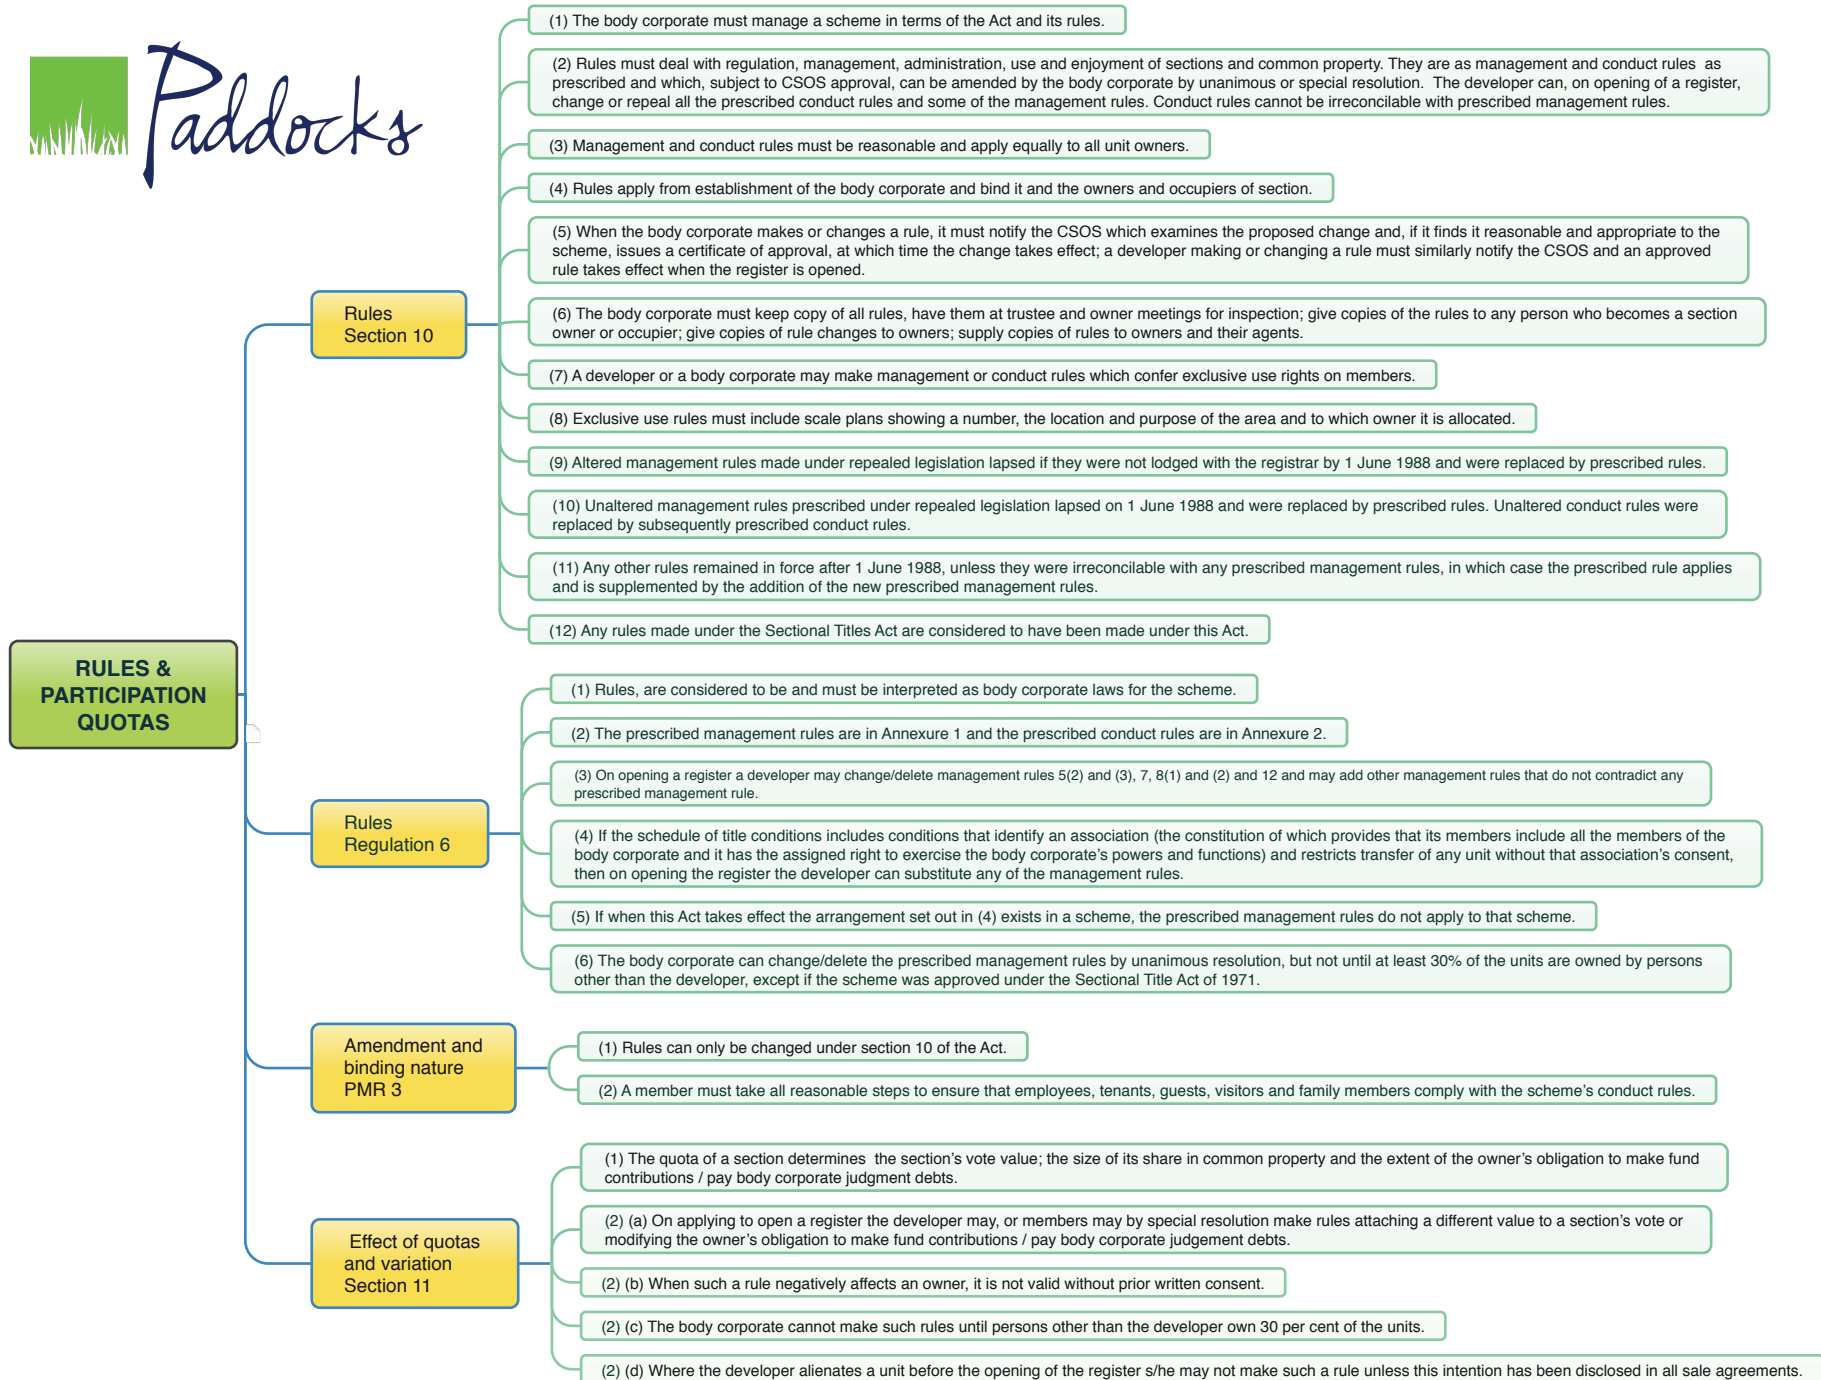 Paddocks
(1) The body corporate must manage a scheme in terms of the Act and its rules.
(2) Rules must deal with regulation, management, administration, use and enjoyment of sections and common property. They are as management and conduct rules  as
prescribed and which, subject to CSOS approval, can be amended by the body corporate by unanimous or special resolution.  The developer can, on opening of a register,
change or repeal all the prescribed conduct rules and some of the management rules. Conduct rules cannot be irreconcilable with prescribed management rules.
(3) Management and conduct rules must be reasonable and apply equally to all unit owners.
(4) Rules apply from establishment of the body corporate and bind it and the owners and occupiers of section.
(5) When the body corporate makes or changes a rule, it must notify the CSOS which examines the proposed change and, if it finds it reasonable and appropriate to the
scheme, issues a certificate of approval, at which time the change takes effect; a developer making or changing a rule must similarly notify the CSOS and an approved
rule takes effect when the register is opened.
Rules
Section 10
(6) The body corporate must keep copy of all rules, have them at trustee and owner meetings for inspection; give copies of the rules to any person who becomes a section
owner or occupier; give copies of rule changes to owners; supply copies of rules to owners and their agents.
(7) A developer or a body corporate may make management or conduct rules which confer exclusive use rights on members.
(8) Exclusive use rules must include scale plans showing a number, the location and purpose of the area and to which owner it is allocated.
(9) Altered management rules made under repealed legislation lapsed if they were not lodged with the registrar by 1 June 1988 and were replaced by prescribed rules.
(10) Unaltered management rules prescribed under repealed legislation lapsed on 1 June 1988 and were replaced by prescribed rules. Unaltered conduct rules were
replaced by subsequently prescribed conduct rules.
(11) Any other rules remained in force after 1 June 1988, unless they were irreconcilable with any prescribed management rules, in which case the prescribed rule applies
and is supplemented by the addition of the new prescribed management rules.
(12) Any rules made under the Sectional Titles Act are considered to have been made under this Act.
RULES &
PARTICIPATION
QUOTAS
(1) Rules, are considered to be and must be interpreted as body corporate laws for the scheme.
(2) The prescribed management rules are in Annexure 1 and the prescribed conduct rules are in Annexure 2.
(3) On opening a register a developer may change/delete management rules 5(2) and (3), 7, 8(1) and (2) and 12 and may add other management rules that do not contradict any
prescribed management rule.
Rules
Regulation 6
(4) If the schedule of title conditions includes conditions that identify an association (the constitution of which provides that its members include all the members of the
body corporate and it has the assigned right to exercise the body corporate's powers and functions) and restricts transfer of any unit without that association's consent,
then on opening the register the developer can substitute any of the management rules.
(5) If when this Act takes effect the arrangement set out in (4) exists in a scheme, the prescribed management rules do not apply to that scheme.
(6) The body corporate can change/delete the prescribed management rules by unanimous resolution, but not until at least 30% of the units are owned by persons
other than the developer, except if the scheme was approved under the Sectional Title Act of 1971.
Amendment and
binding nature
PMR 3
(1) Rules can only be changed under section 10 of the Act.
(2) A member must take all reasonable steps to ensure that employees, tenants, guests, visitors and family members comply with the scheme's conduct rules.
(1) The quota of a section determines  the section's vote value; the size of its share in common property and the extent of the owner's obligation to make fund
contributions / pay body corporate judgment debts.
(2) (a) On applying to open a register the developer may, or members may by special resolution make rules attaching a different value to a section's vote or
modifying the owner's obligation to make fund contributions / pay body corporate judgement debts.
Effect of quotas
and variation
Section 11
(2) (b) When such a rule negatively affects an owner, it is not valid without prior written consent.
(2) (c) The body corporate cannot make such rules until persons other than the developer own 30 per cent of the units.
(2) (d) Where the developer alienates a unit before the opening of the register s/he may not make such a rule unless this intention has been disclosed in all sale agreements.